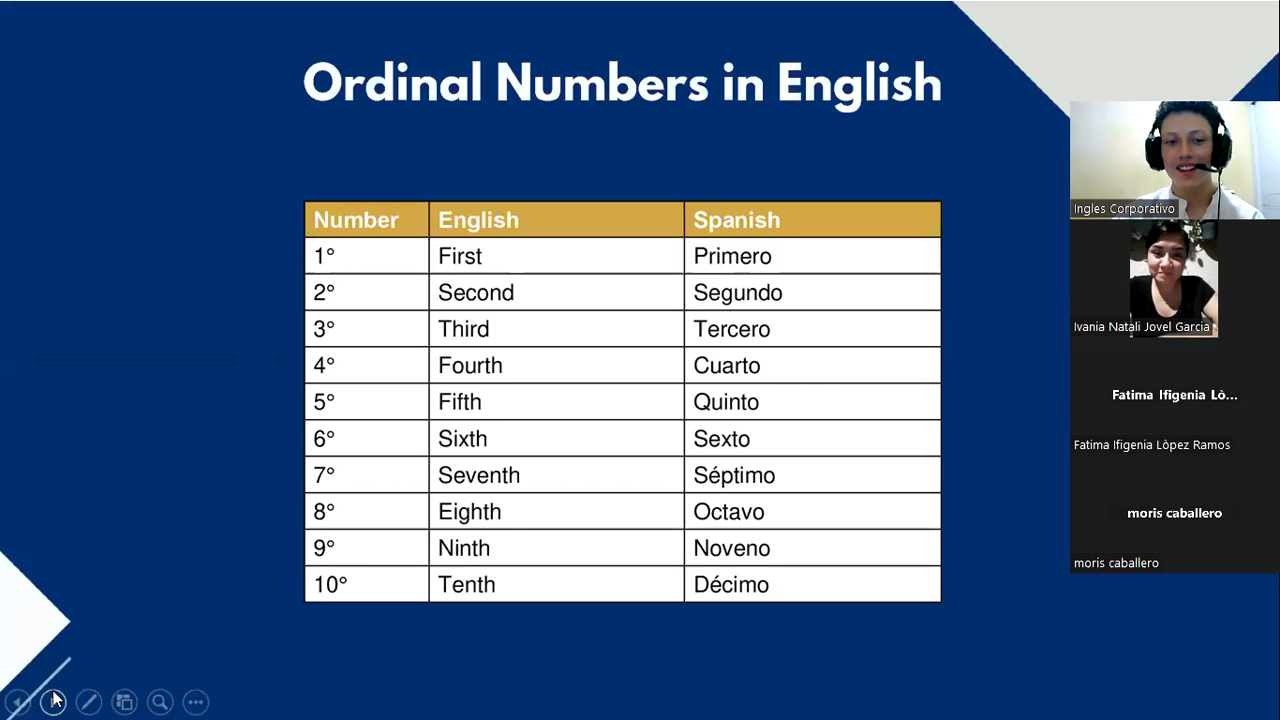 Ordinal Numbers in English
Number English Spanish
1° First Primero
2° Second Segundo
3° Third Tercero
4° Fourth Cuarto
5° Fifth Quinto
6° Sixth Sexto
7° Seventh Séptimo
8° Eighth Octavo
9° Ninth Noveno
10° Tenth Décimo
Ingles Corporativo
Ivania Natali Jovel Garcia
Fatima Ifigenia Lò...
Fatima Ifigenia Lòpez Ramos
moris caballero
moris caballero